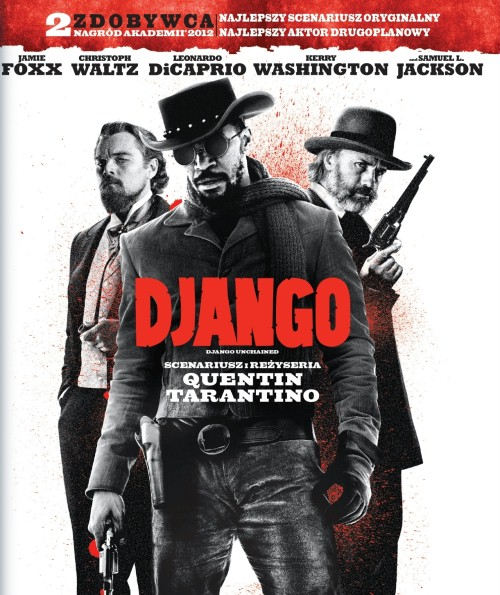 2 ZDOBYWCA
NAGRÓD AKADEMII 2012
NAJLEPSZY SCENARIUSZ ORYGINALNY
NAJLEPSZY AKTOR DRUGOPLANOWY
JAMIE FOXX
CHRISTOPH WALTZ
LEONARDO DiCAPRIO
KERRY WASHINGTON
AND SAMUEL L. JACKSON
DJANGO
DJANGO UNCHAINED
SCENARIUSZ I REŻYSERIA
QUENTIN
TARANTINO